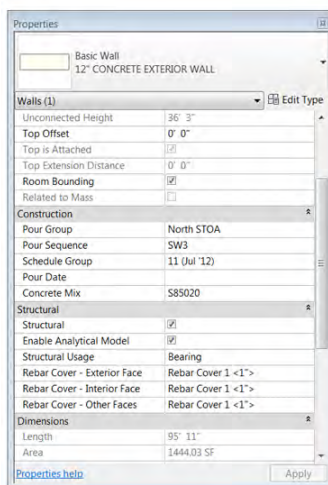 Properties
Basic Wall
12" CONCRETE EXTERIOR WALL
Walls (1) Edit Type
Unconnected Height 36' 3"
Top Offset 0' 0"
Top is Attached
Top Extension Distance 0' 0"
Room Bounding
Related to Mass
Construction
Pour Group North STOA
Pour Sequence SW3
Schedule Group 11 (Jul '12)
Pour Date
Concrete Mix S85020
Structural
Structural
Enable Analytical Model
Structural Usage Bearing
Rebar Cover - Exterior Face Rebar Cover 1 <1">
Rebar Cover - Interior Face Rebar Cover 1 <1">
Rebar Cover - Other Faces Rebar Cover 1 <1">
Dimensions
Length 95' 11"
Area 1444.03 SF
Properties help Apply